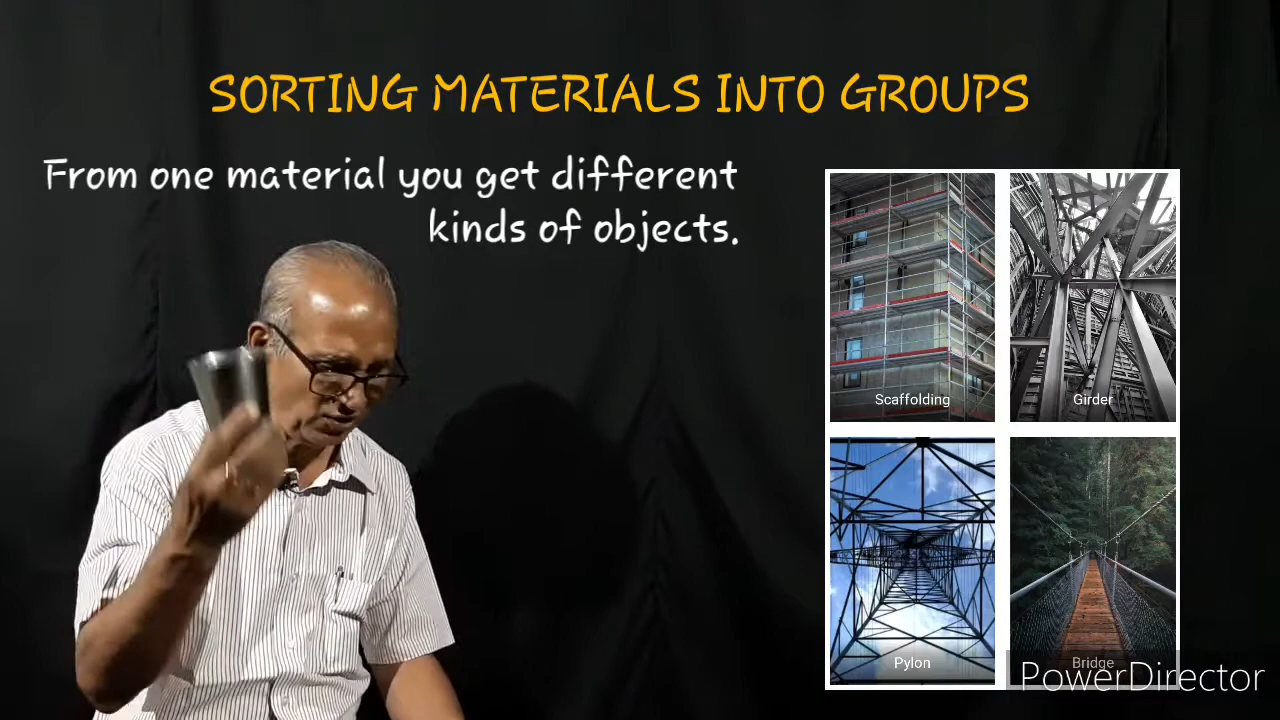 SORTING MATERIALS INTO GROUPS
From one material you get different
kinds of objects.
Scaffolding
Girder
Pylon
Bridge
PowerDirector